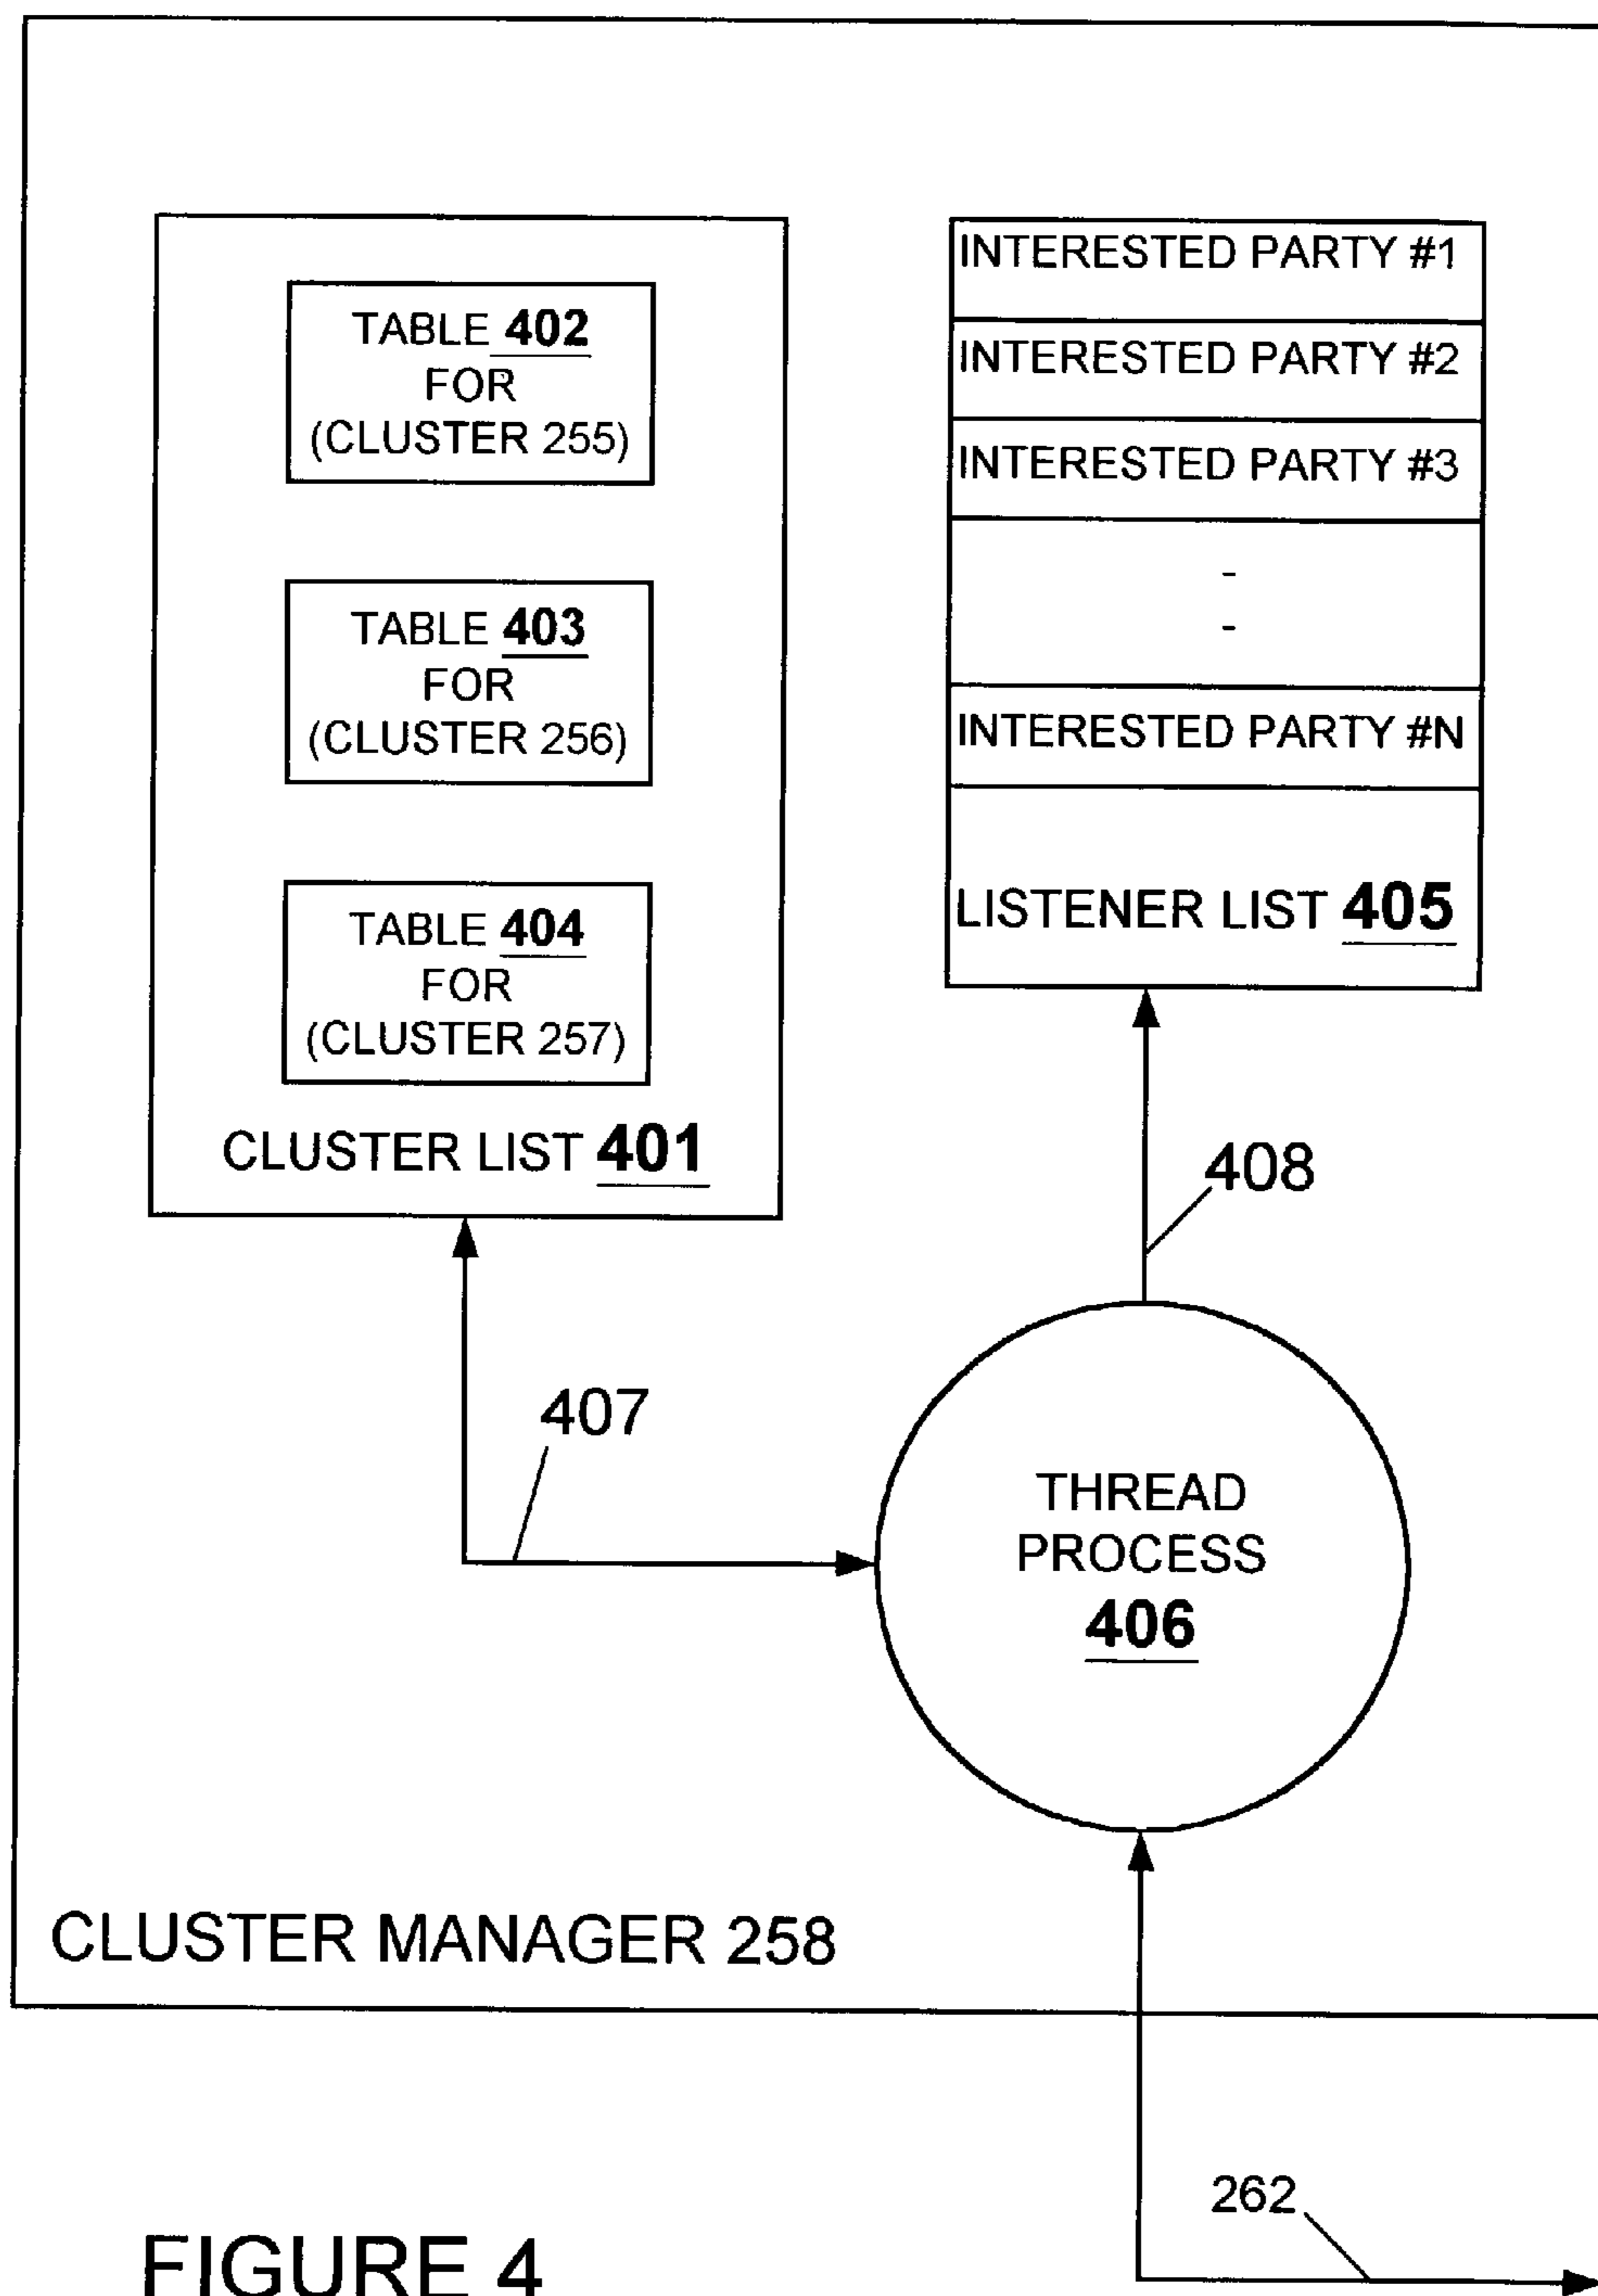 TABLE 402
FOR
(CLUSTER 255)
TABLE 403
FOR
(CLUSTER 256)
TABLE 404
FOR
(CLUSTER 257)
CLUSTER LIST 401
INTERESTED PARTY #1
INTERESTED PARTY #2
INTERESTED PARTY #3
-
-
INTERESTED PARTY #N
LISTENER LIST 405
408
407
THREAD
PROCESS
406
CLUSTER MANAGER 258
262
FIGURE 4